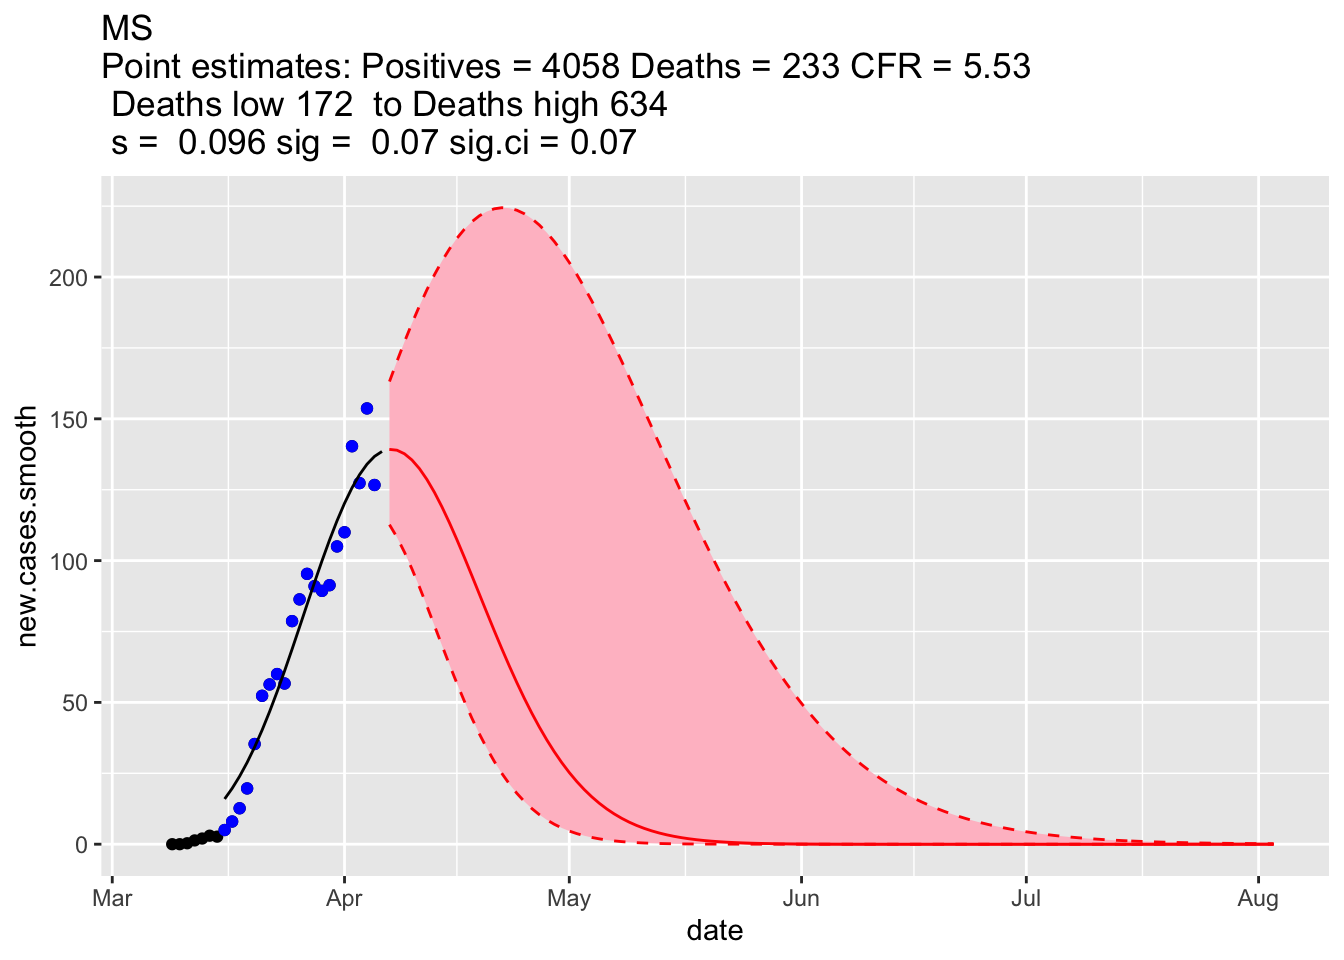 MS
Point estimates: Positives = 4058 Deaths = 233 CFR = 5.53
Deaths low 172  to Deaths high 634
s =  0.096 sig =  0.07 sig.ci = 0.07
new.cases.smooth
200
150
100
50
0
Mar Apr May Jun Jul Aug
date